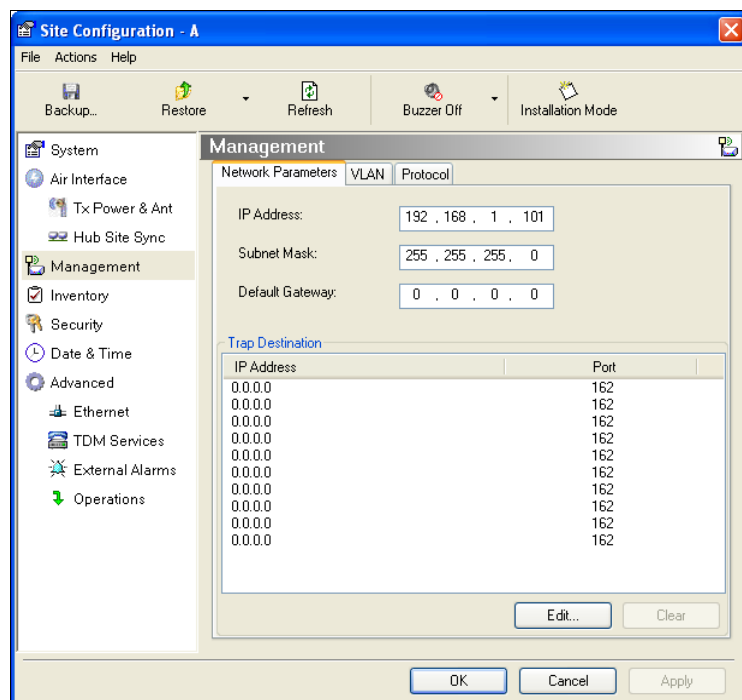 Site Configuration - A
File Actions Help
Backup... Restore Refresh Buzzer Off Installation Mode
System
Air Interface
Tx Power & Ant
Hub Site Sync
Management
Inventory
Security
Date & Time
Advanced
Ethernet
TDM Services
External Alarms
Operations
Management
Network Parameters VLAN Protocol
IP Address: 192 . 168 . 1 . 101
Subnet Mask: 255 . 255 . 255 . 0
Default Gateway: 0 . 0 . 0 . 0
Trap Destination
IP Address Port
0.0.0.0 162
0.0.0.0 162
0.0.0.0 162
0.0.0.0 162
0.0.0.0 162
0.0.0.0 162
0.0.0.0 162
0.0.0.0 162
0.0.0.0 162
0.0.0.0 162
Edit... Clear
OK Cancel Apply